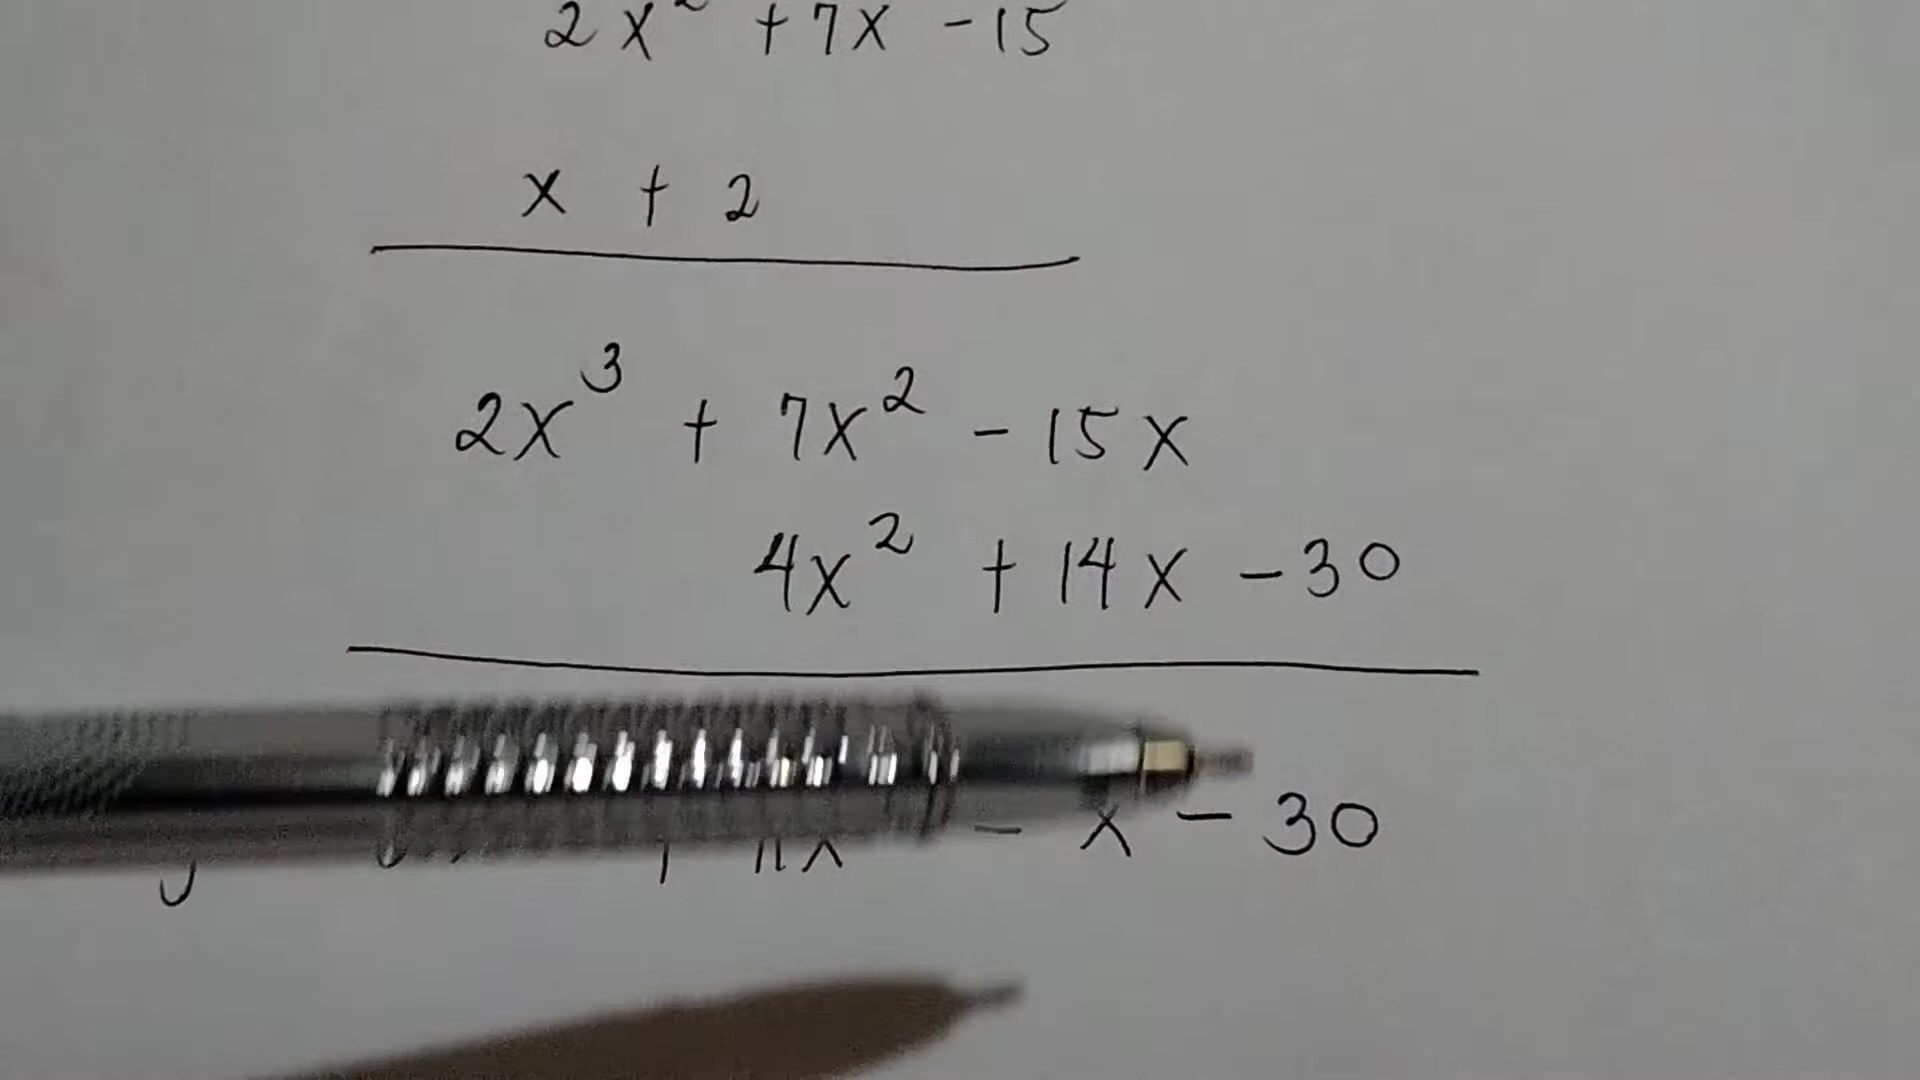 2x² + 7x - 15
x + 2
2x³ + 7x² - 15x
4x² + 14x - 30
- x - 30